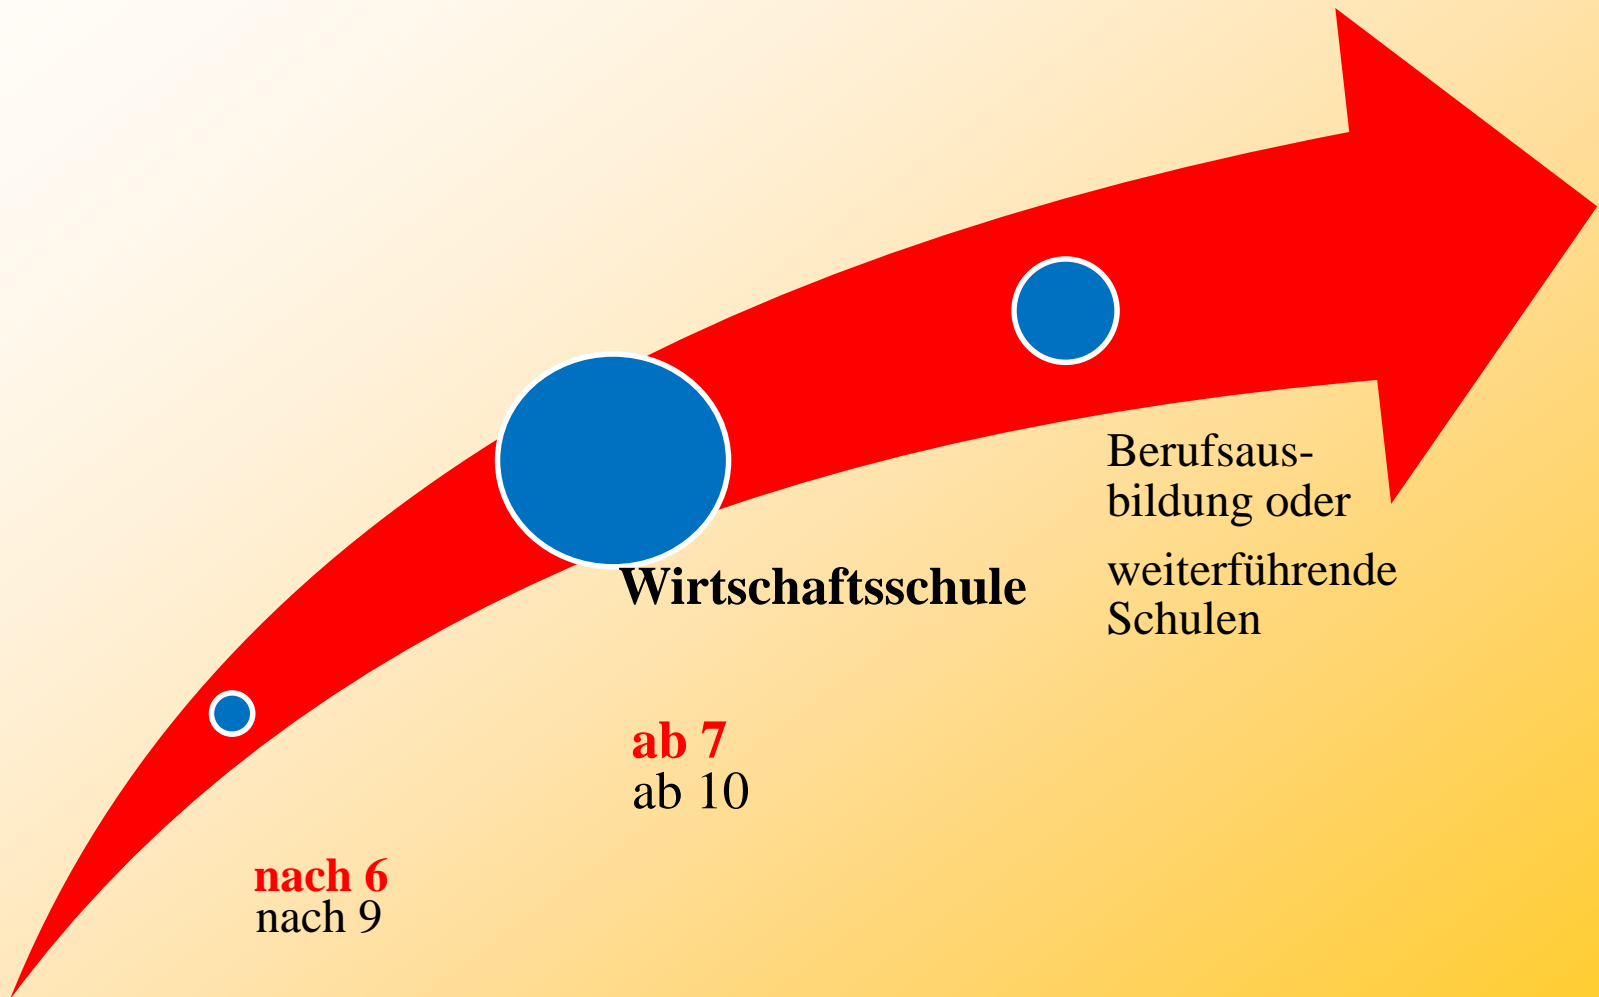 nach 6
nach 9
Wirtschaftsschule
ab 7
ab 10
Berufsaus-
bildung oder
weiterführende
Schulen